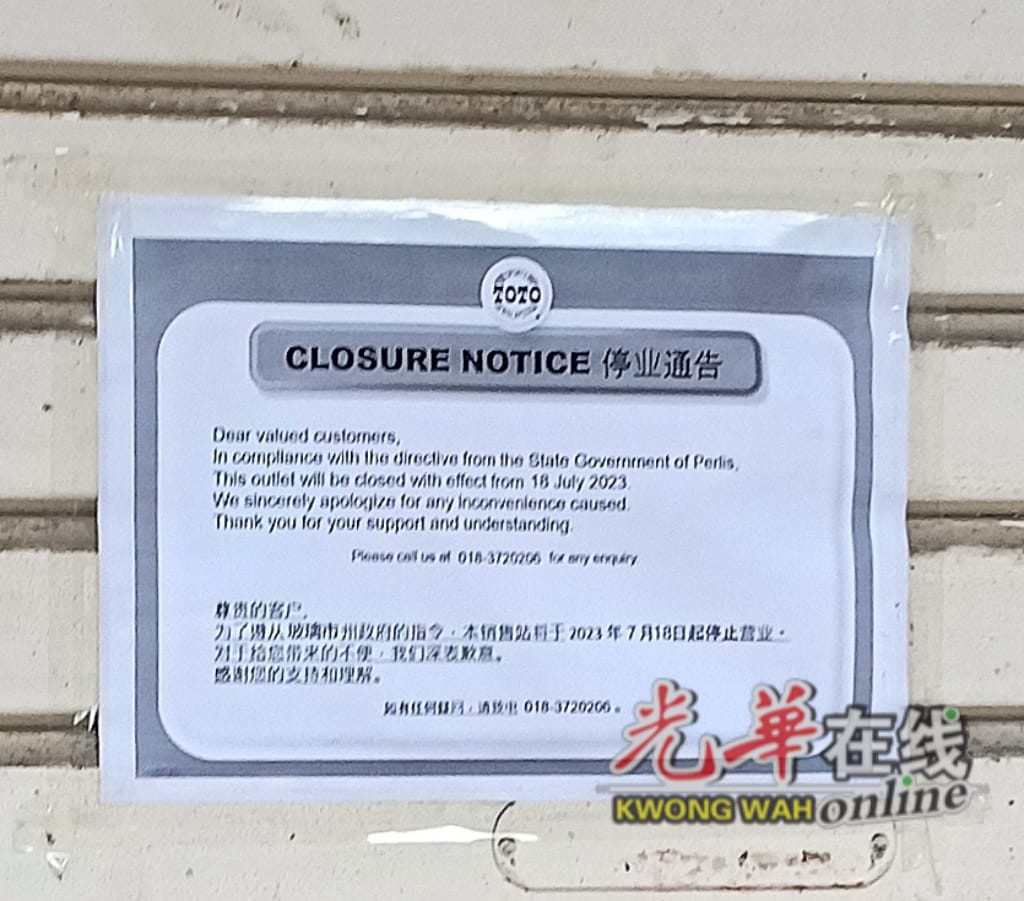 TOTO
CLOSURE NOTICE 停业通告
Dear valued customers,
In compliance with the directive from the State Government of Perlis,
This outlet will be closed with effect from 18 July 2023.
We sincerely apologize for any inconvenience caused.
Thank you for your support and understanding.
Please call us at 018-3720206 for any enquiry
尊贵的客户，
为了遵从玻璃市州政府的指令，本销售站将于 2023 年 7 月18日起停止营业。
对于给您带来的不便，我们深表歉意。
感谢您的支持和理解。
如有任何疑问，请致电 018-3720206。
光華在线
KWONG WAH online